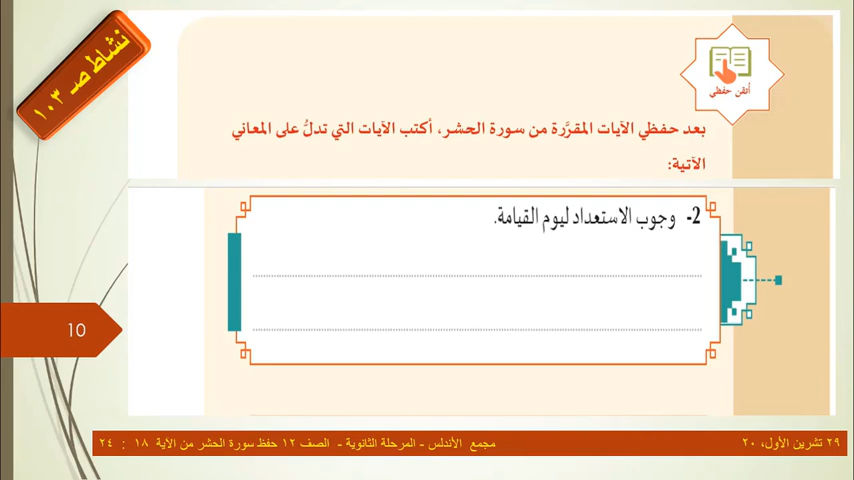 نشاط صـ ١٠٣
أتقن حفظي
بعد حفظي الآيات المقرَّرة من سورة الحشر، أكتب الآيات التي تدلُّ على المعاني
الآتية:
2- وجوب الاستعداد ليوم القيامة.
10
٢٩ تشرين الأول، ٢٠
مجمع الأندلس - المرحلة الثانوية - الصف ١٢ حفظ سورة الحشر من الآية ١٨ : ٢٤